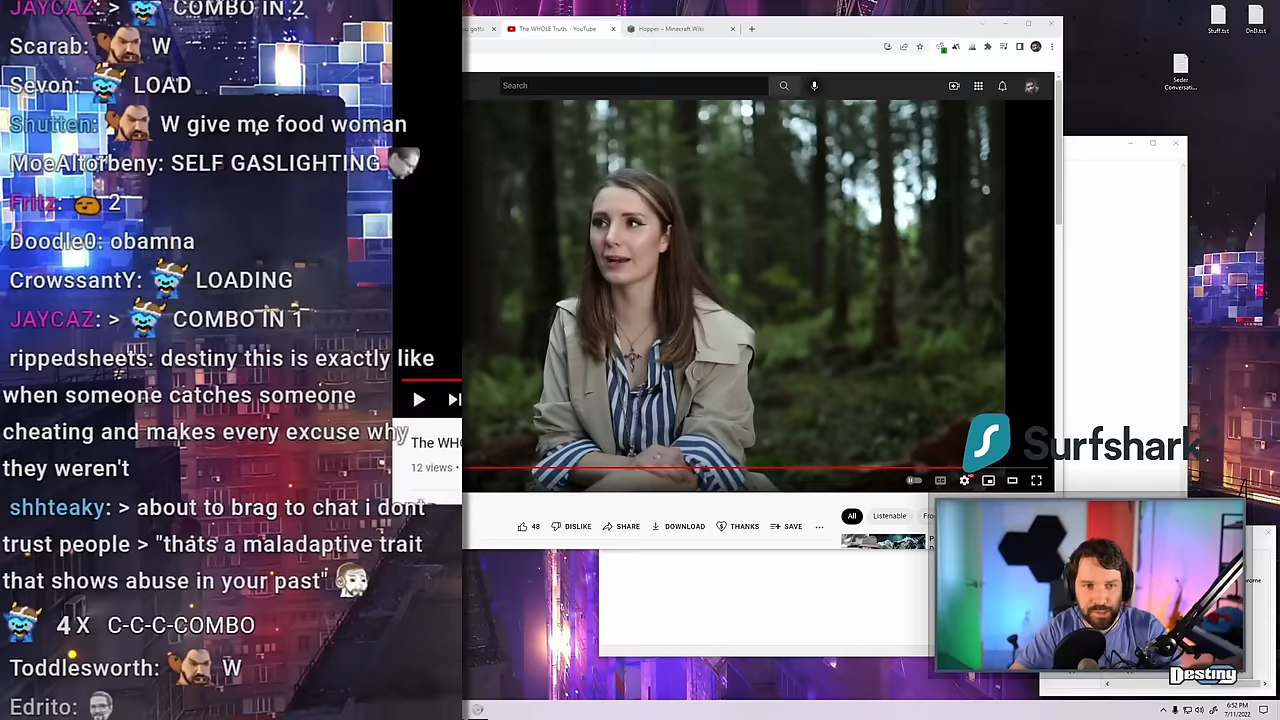 JAYCAZ: > COMBO IN 2
Scarab: W
Sevon: LOAD
Shutten: W give me food woman
MoeAltorbeny: SELF GASLIGHTING
Fritz: 2
Doodle0: obamna
CrowssantY: LOADING
JAYCAZ: > COMBO IN 1
rippedsheets: destiny this is exactly like
when someone catches someone
cheating and makes every excuse why
they weren't
shhteaky: > about to brag to chat i dont
trust people > "thats a maladaptive trait
that shows abuse in your past"
4 X C-C-C-COMBO
Toddlesworth: W
Edrito:
The WHOLE Truth. - YouTube
Hopper – Minecraft Wiki
Search
The WHO
12 views •
48
DISLIKE
SHARE
DOWNLOAD
THANKS
SAVE
All
Listenable
Fro
Surfshark
Destiny
Stuff.txt
DnD.txt
Seder
Conversati...
6:52 PM
7/11/2022